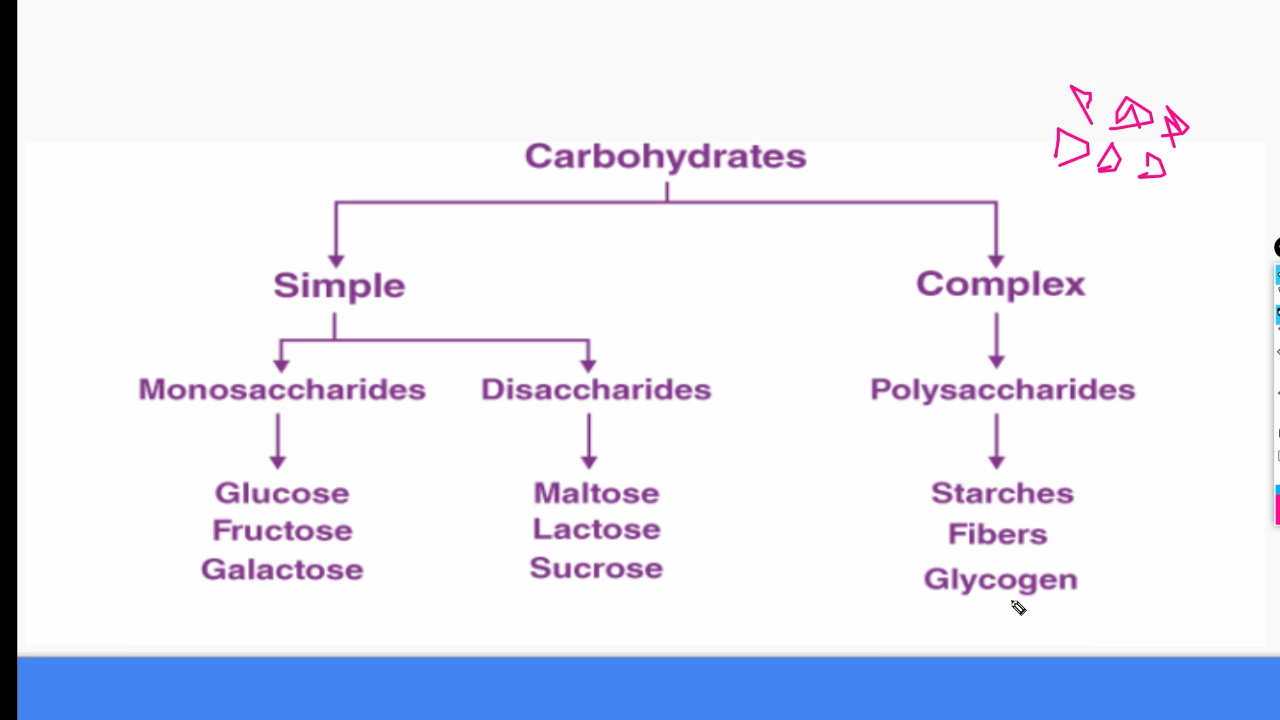 Carbohydrates
Simple
Complex
Monosaccharides
Disaccharides
Polysaccharides
Glucose
Fructose
Galactose
Maltose
Lactose
Sucrose
Starches
Fibers
Glycogen